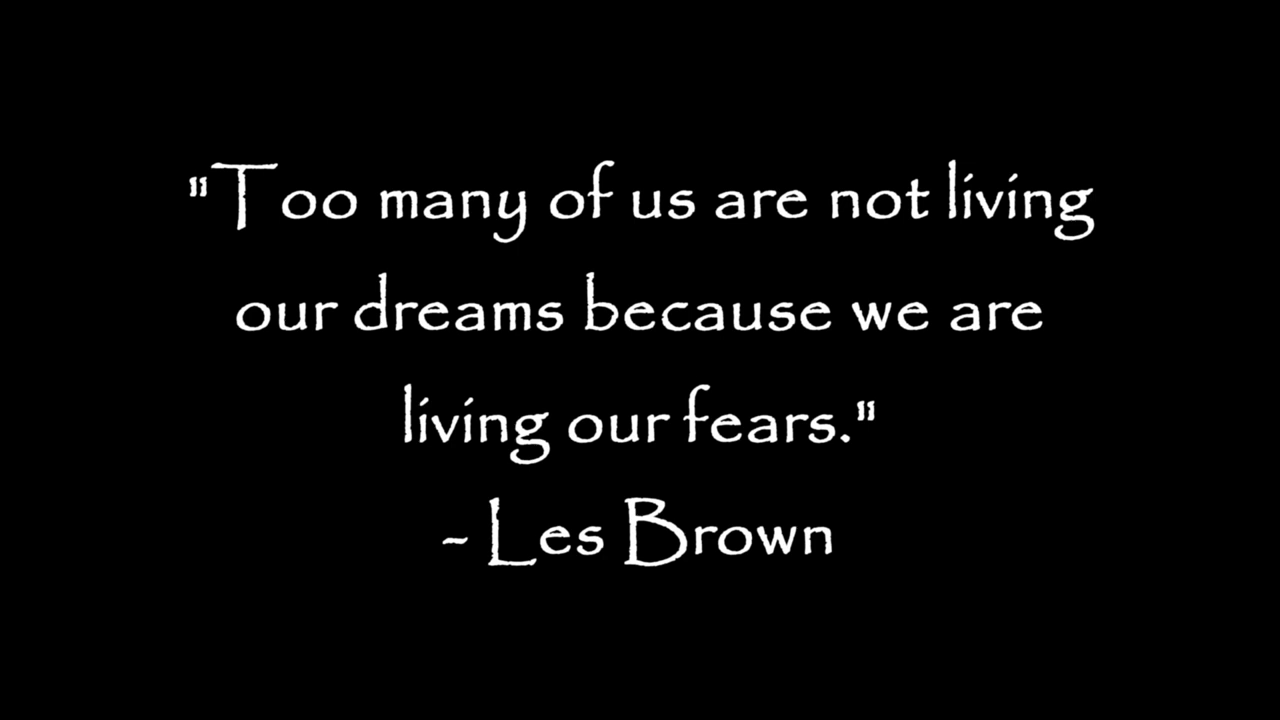 "Too many of us are not living
our dreams because we are
living our fears."
- Les Brown